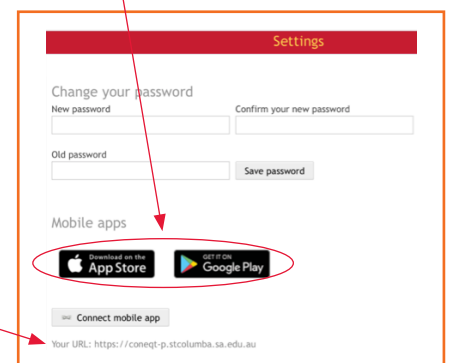 Settings
Change your password
New password Confirm your new password
Old password
Save password
Mobile apps
Download on the App Store
GET IT ON Google Play
Connect mobile app
Your URL: https://coneqt-p.stcolumba.sa.edu.au